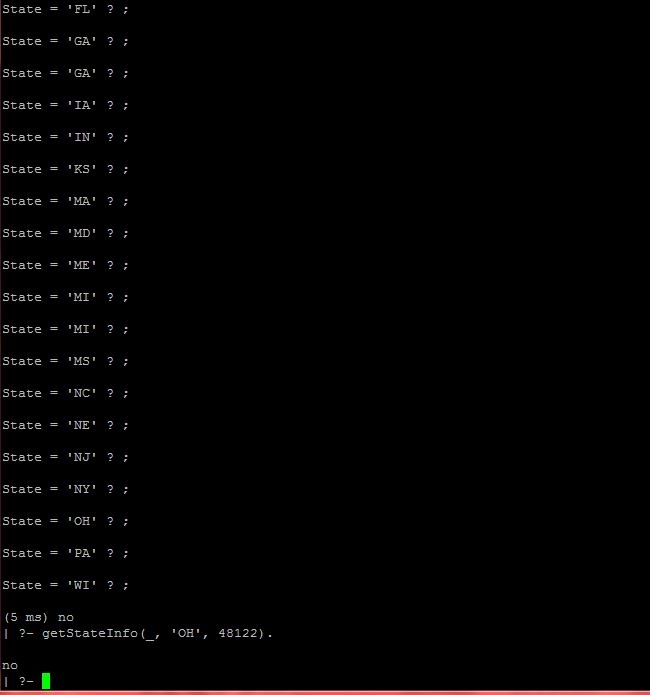 State = 'FL' ? ;
State = 'GA' ? ;
State = 'GA' ? ;
State = 'IA' ? ;
State = 'IN' ? ;
State = 'KS' ? ;
State = 'MA' ? ;
State = 'MD' ? ;
State = 'ME' ? ;
State = 'MI' ? ;
State = 'MI' ? ;
State = 'MS' ? ;
State = 'NC' ? ;
State = 'NE' ? ;
State = 'NJ' ? ;
State = 'NY' ? ;
State = 'OH' ? ;
State = 'PA' ? ;
State = 'WI' ? ;
(5 ms) no
| ?- getStateInfo(_, 'OH', 48122).
no
| ?-